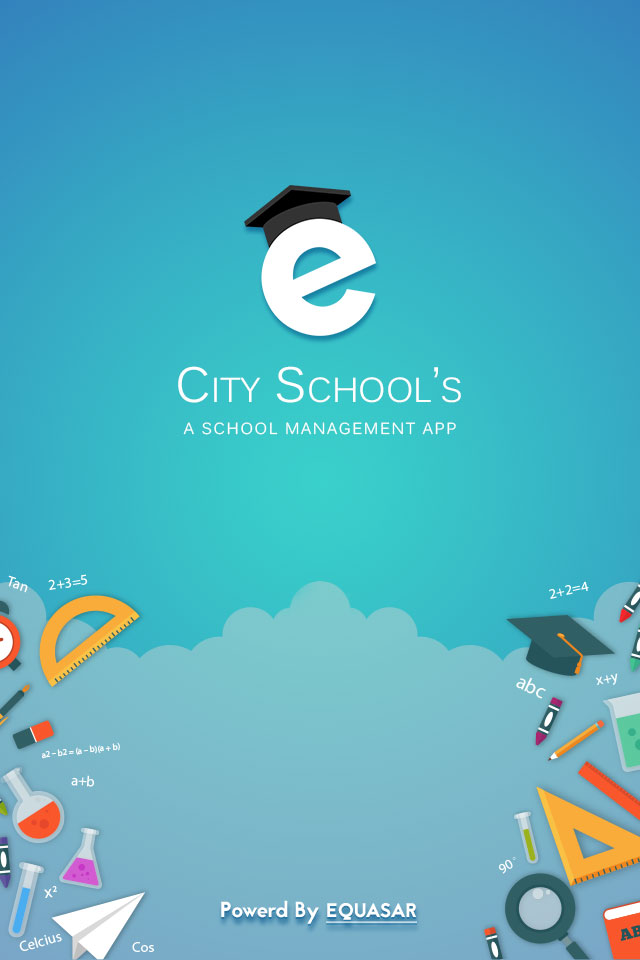 e
City School's
A SCHOOL MANAGEMENT APP
Tan
2+3=5
2+2=4
abc
x+y
a2-b2=(a-b)(a+b)
a+b
90°
X²
Celcius
Cos
AB
Powerd By EQUASAR